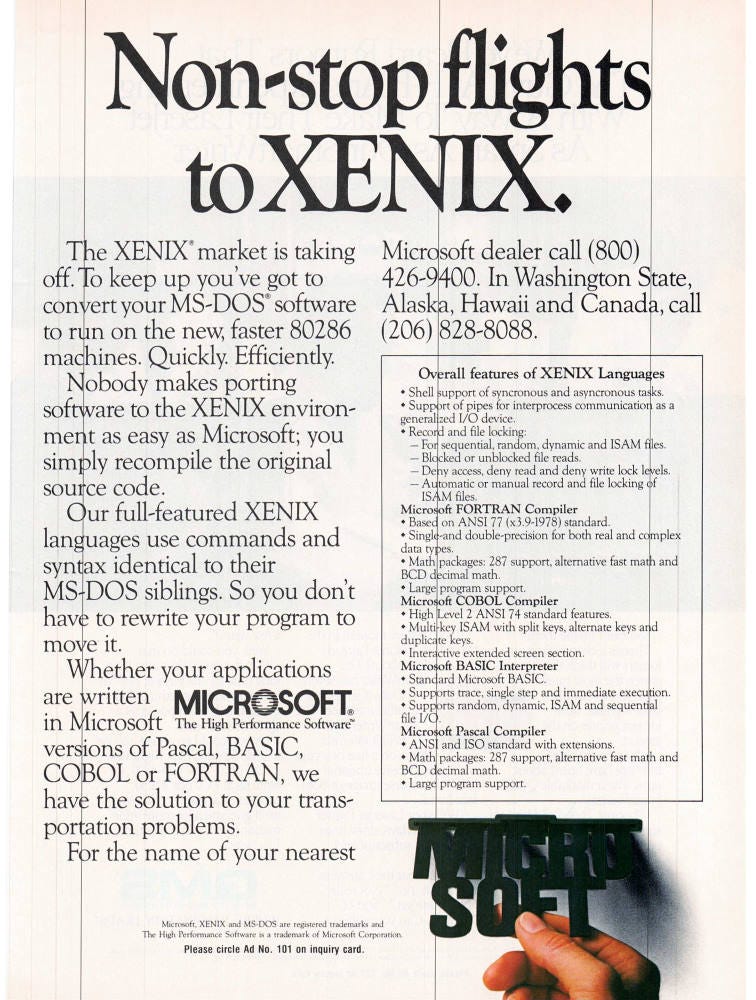 Non-stop flights
to XENIX.
The XENIX® market is taking
off. To keep up you've got to
convert your MS-DOS® software
to run on the new, faster 80286
machines. Quickly. Efficiently.
Nobody makes porting
software to the XENIX environ-
ment as easy as Microsoft; you
simply recompile the original
source code.
Our full-featured XENIX
languages use commands and
syntax identical to their
MS-DOS siblings. So you don't
have to rewrite your program to
move it.
Whether your applications
are written
in Microsoft
MICROSOFT®
The High Performance Software™
versions of Pascal, BASIC,
COBOL or FORTRAN, we
have the solution to your trans-
portation problems.
For the name of your nearest
Microsoft dealer call (800)
426-9400. In Washington State,
Alaska, Hawaii and Canada, call
(206) 828-8088.
Overall features of XENIX Languages
• Shell support of syncronous and asyncronous tasks.
• Support of pipes for interprocess communication as a
generalized I/O device.
• Record and file locking:
— For sequential, random, dynamic and ISAM files.
— Blocked or unblocked file reads.
— Deny access, deny read and deny write lock levels.
— Automatic or manual record and file locking of
ISAM files.
Microsoft FORTRAN Compiler
• Based on ANSI 77 (x3.9-1978) standard.
• Single-and double-precision for both real and complex
data types.
• Math packages: 287 support, alternative fast math and
BCD decimal math.
• Large program support.
Microsoft COBOL Compiler
• High Level 2 ANSI 74 standard features.
• Multi-key ISAM with split keys, alternate keys and
duplicate keys.
• Interactive extended screen section.
Microsoft BASIC Interpreter
• Standard Microsoft BASIC.
• Supports trace, single step and immediate execution.
• Supports random, dynamic, ISAM and sequential
file I/O.
Microsoft Pascal Compiler
• ANSI and ISO standard with extensions.
• Math packages: 287 support, alternative fast math and
BCD decimal math.
• Large program support.
MICRO
SOFT
Microsoft, XENIX and MS-DOS are registered trademarks and
The High Performance Software is a trademark of Microsoft Corporation.
Please circle Ad No. 101 on inquiry card.